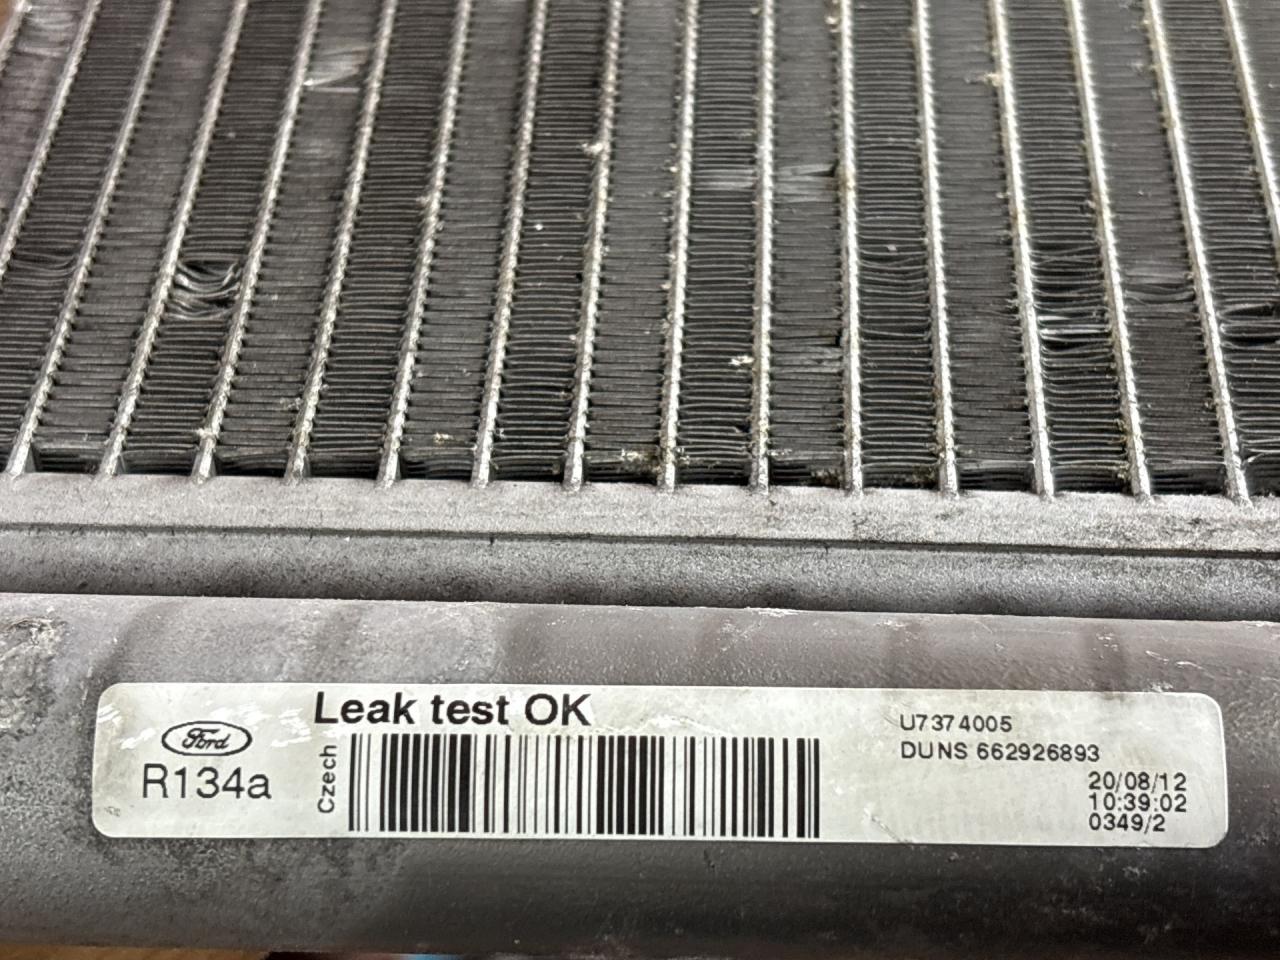 Leak test OK
Ford
R134a
Czech
U7374005
DUNS 662926893
20/08/12
10:39:02
0349/2